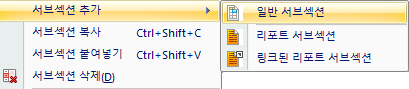 서브섹션 추가
서브섹션 복사 Ctrl+Shift+C
서브섹션 붙여넣기 Ctrl+Shift+V
서브섹션 삭제(D)
일반 서브섹션
리포트 서브섹션
링크된 리포트 서브섹션